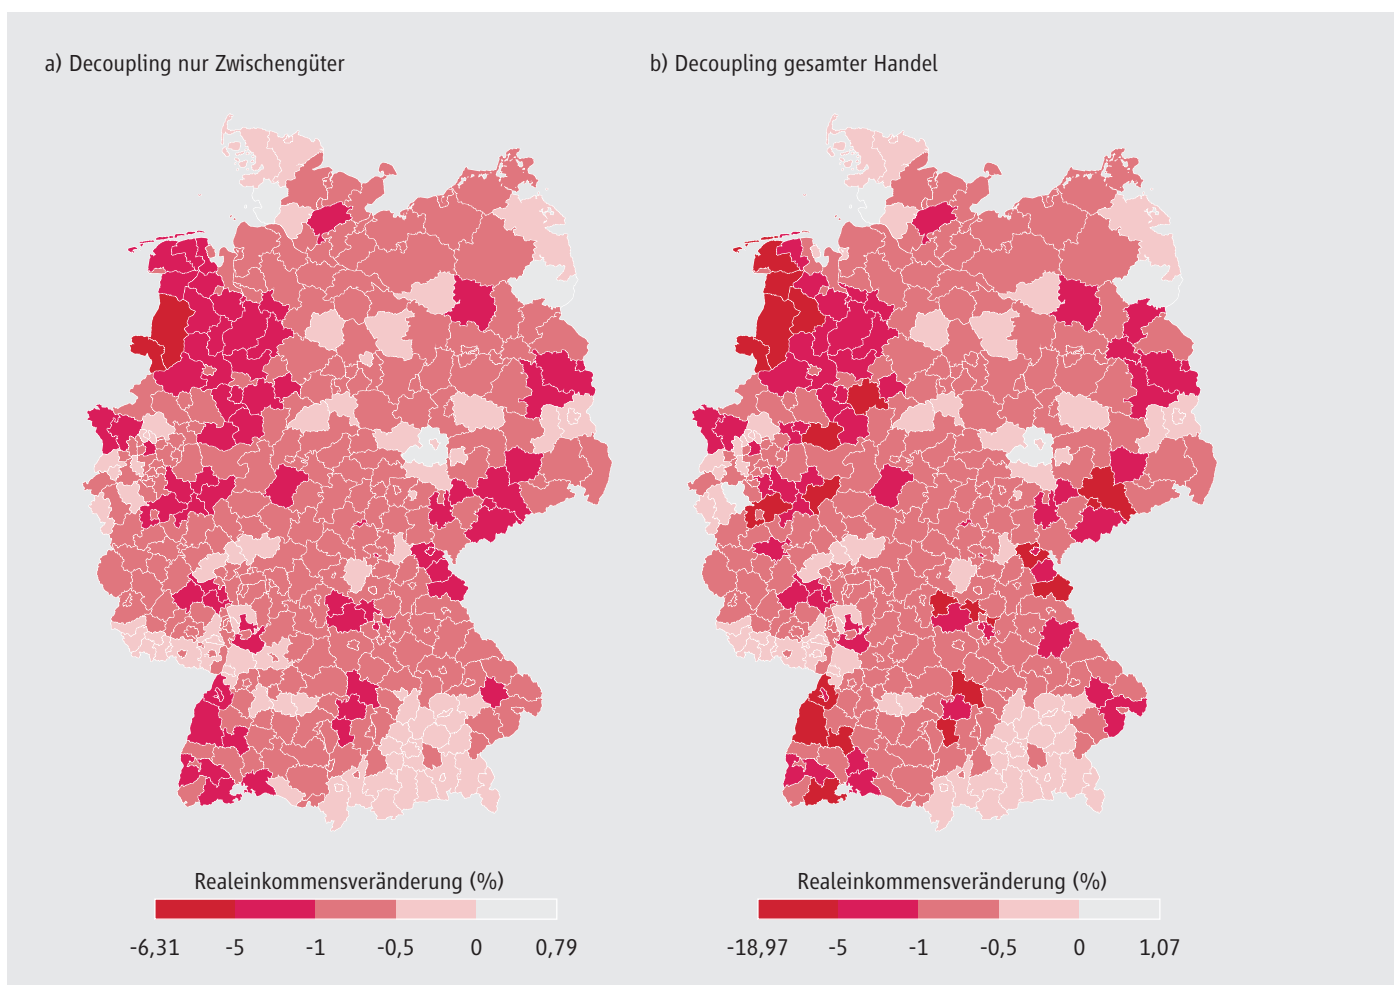 a) Decoupling nur Zwischengüter
b) Decoupling gesamter Handel
Realeinkommensveränderung (%)
-6,31 -5 -1 -0,5 0 0,79
Realeinkommensveränderung (%)
-18,97 -5 -1 -0,5 0 1,07